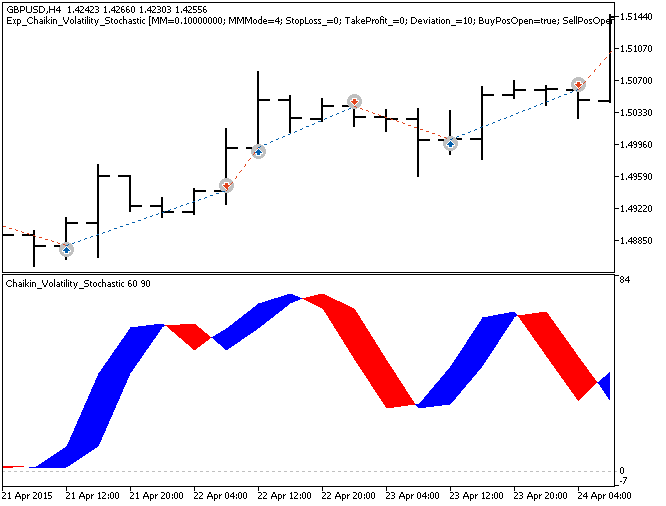 GBPUSD,H4 1.42423 1.42660 1.42303 1.42556
Exp_Chaikin_Volatility_Stochastic [MM=0.10000000; MMMode=4; StopLoss_=0; TakeProfit_=0; Deviation_=10; BuyPosOpen=true; SellPosOper
1.51440
1.51070
1.50700
1.50330
1.49960
1.49590
1.49220
1.48850
Chaikin_Volatility_Stochastic 60 90
84
0
-7
21 Apr 2015 21 Apr 12:00 21 Apr 20:00 22 Apr 04:00 22 Apr 12:00 22 Apr 20:00 23 Apr 04:00 23 Apr 12:00 23 Apr 20:00 24 Apr 04:00